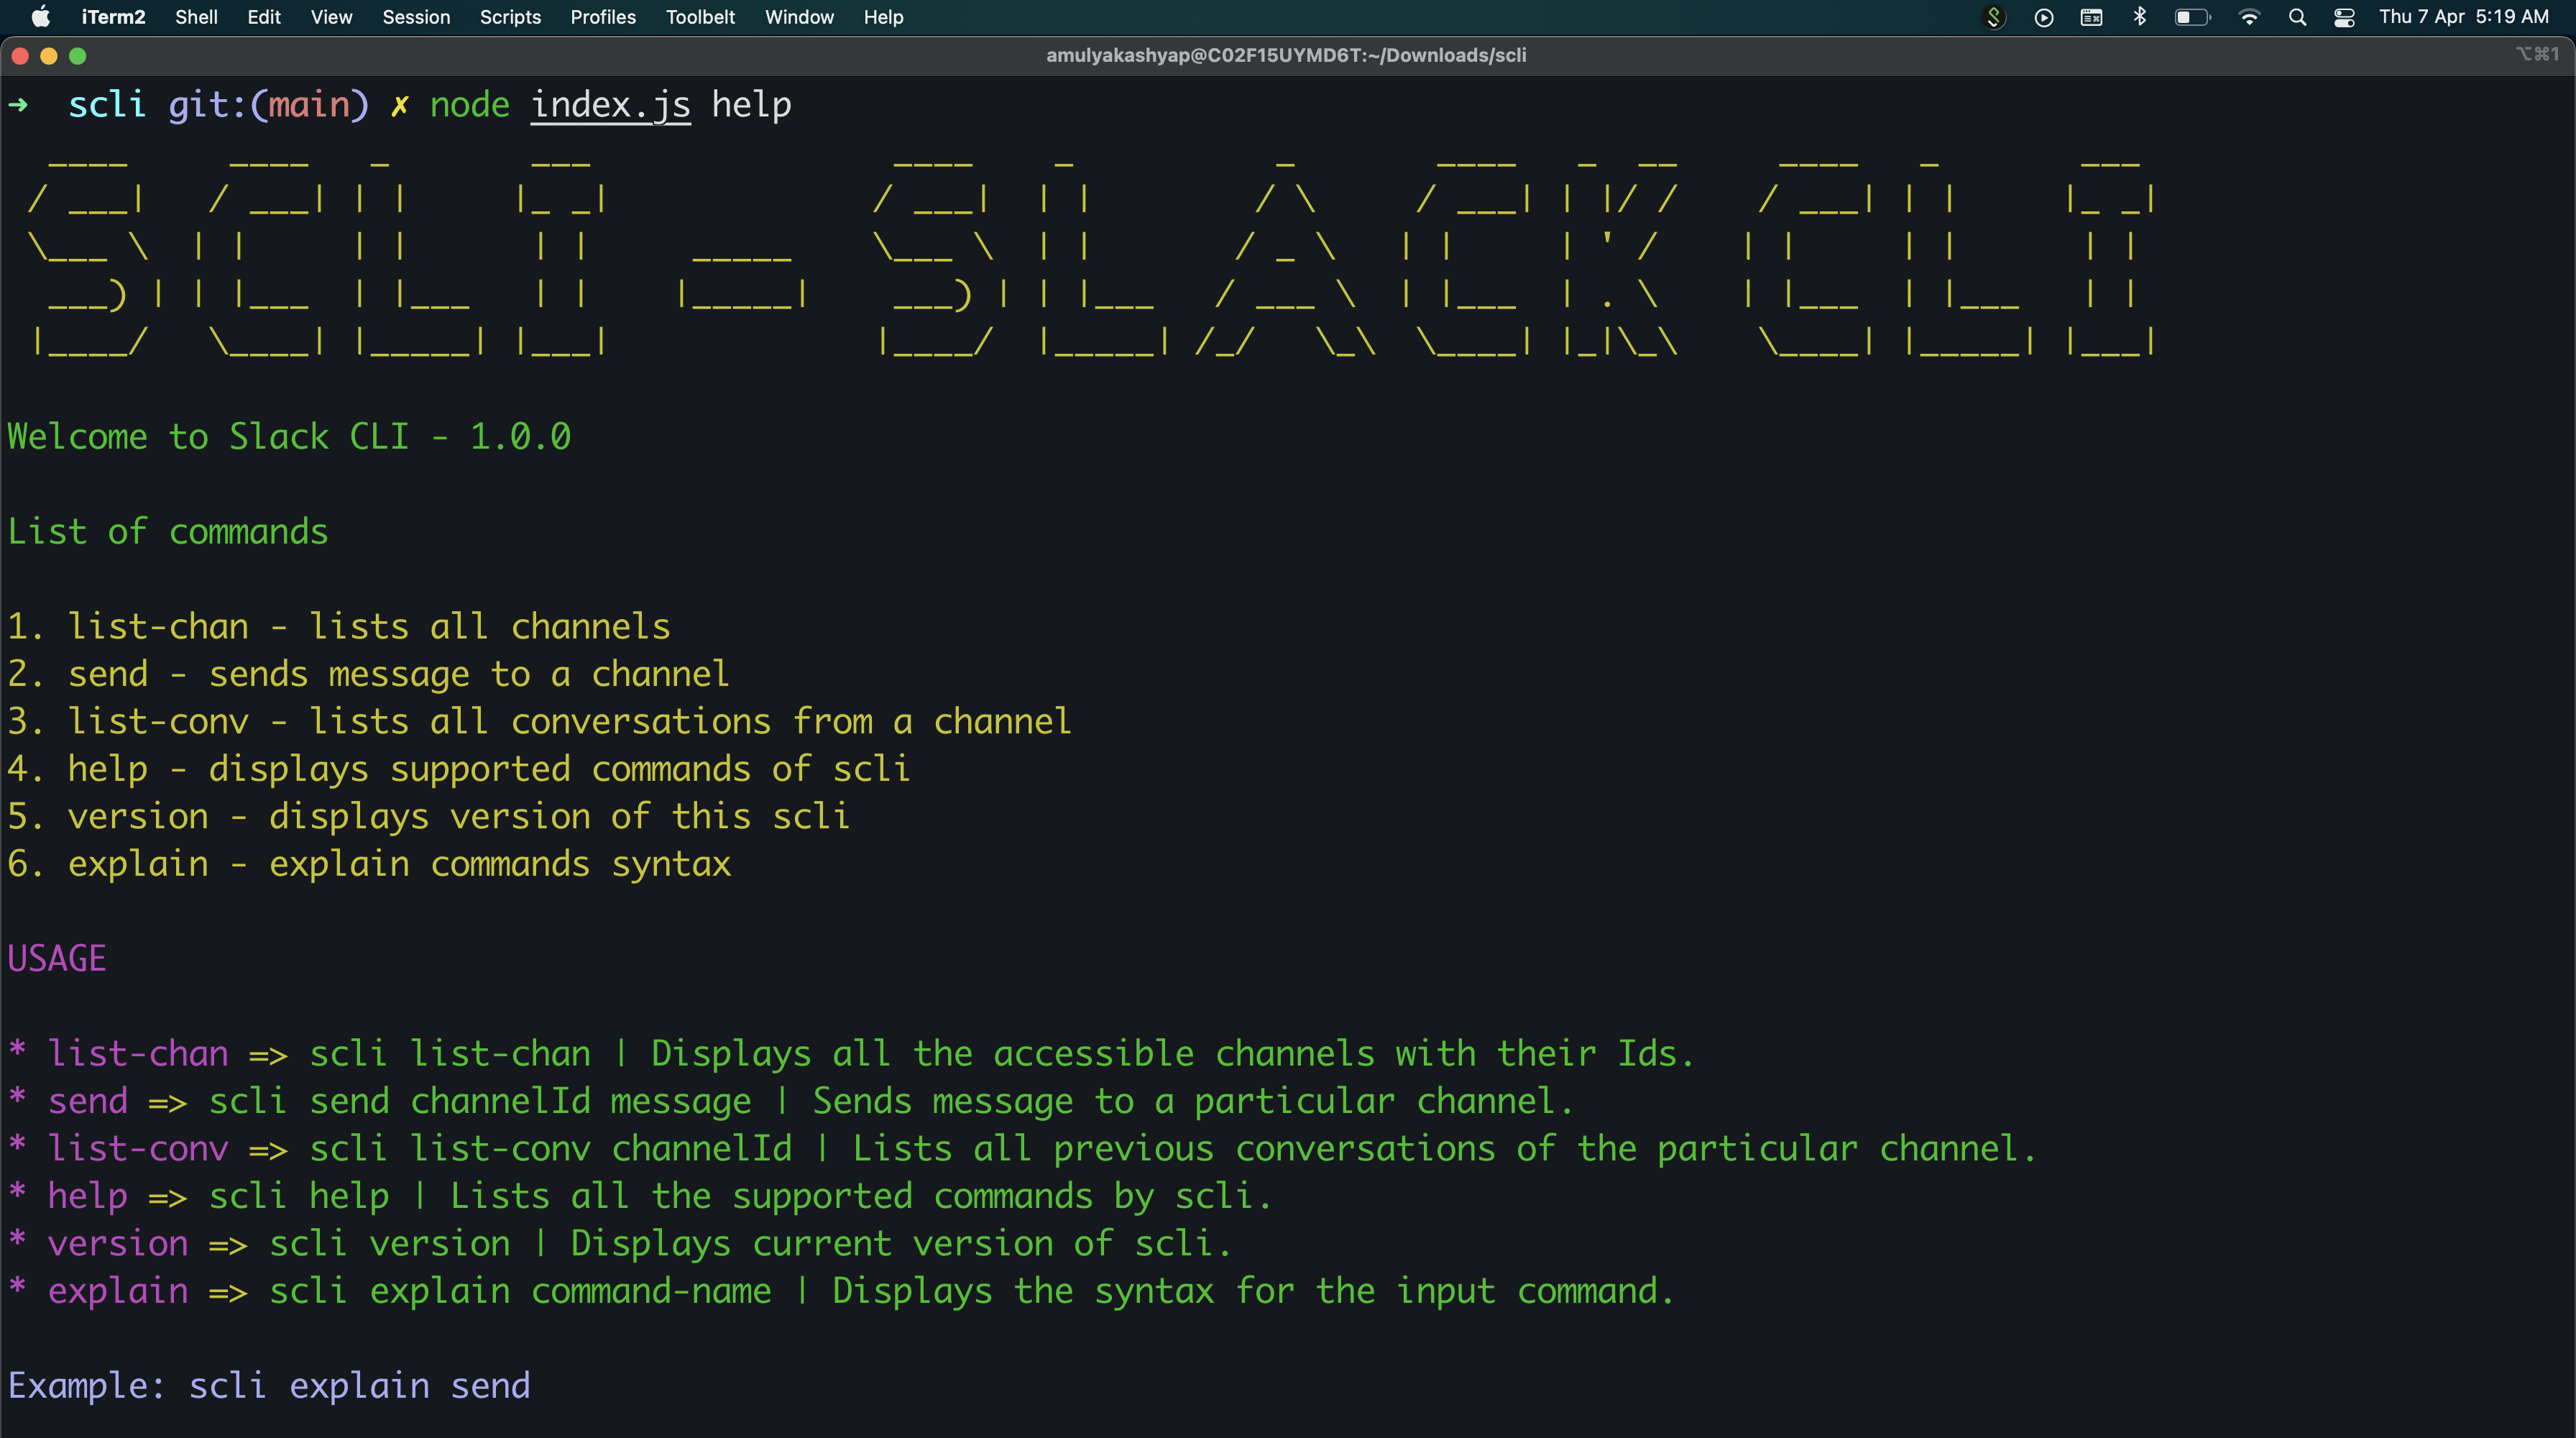 iTerm2 Shell Edit View Session Scripts Profiles Toolbelt Window Help Thu 7 Apr 5:19 AM
amulyakashyap@C02F15UYMD6T:~/Downloads/scli ⌥⌘1
➜ scli git:(main) ✗ node index.js help
SCLI - SLACK CLI
Welcome to Slack CLI - 1.0.0
List of commands
1. list-chan - lists all channels
2. send - sends message to a channel
3. list-conv - lists all conversations from a channel
4. help - displays supported commands of scli
5. version - displays version of this scli
6. explain - explain commands syntax
USAGE
* list-chan => scli list-chan | Displays all the accessible channels with their Ids.
* send => scli send channelId message | Sends message to a particular channel.
* list-conv => scli list-conv channelId | Lists all previous conversations of the particular channel.
* help => scli help | Lists all the supported commands by scli.
* version => scli version | Displays current version of scli.
* explain => scli explain command-name | Displays the syntax for the input command.
Example: scli explain send